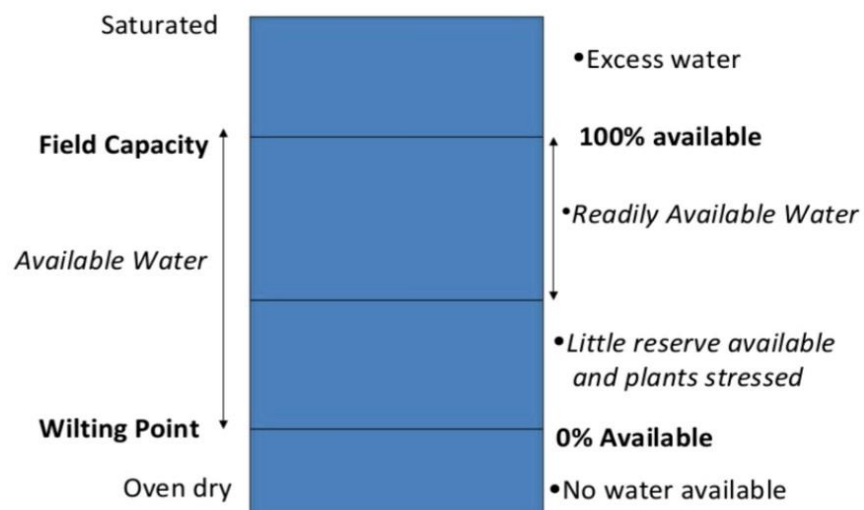 Saturated
•Excess water
Field Capacity
100% available
•Readily Available Water
Available Water
•Little reserve available
and plants stressed
Wilting Point
0% Available
Oven dry
•No water available